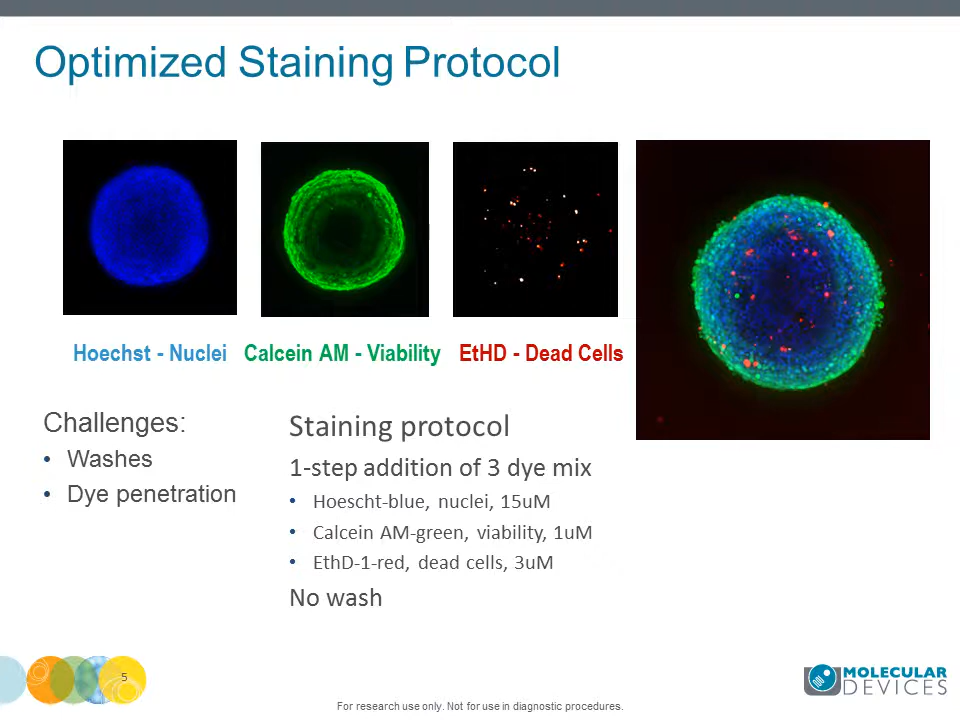 Optimized Staining Protocol
Hoechst - Nuclei
Calcein AM - Viability
EtHD - Dead Cells
Challenges:
• Washes
• Dye penetration
Staining protocol
1-step addition of 3 dye mix
• Hoescht-blue, nuclei, 15uM
• Calcein AM-green, viability, 1uM
• EthD-1-red, dead cells, 3uM
No wash
5
For research use only. Not for use in diagnostic procedures.
MOLECULAR
DEVICES